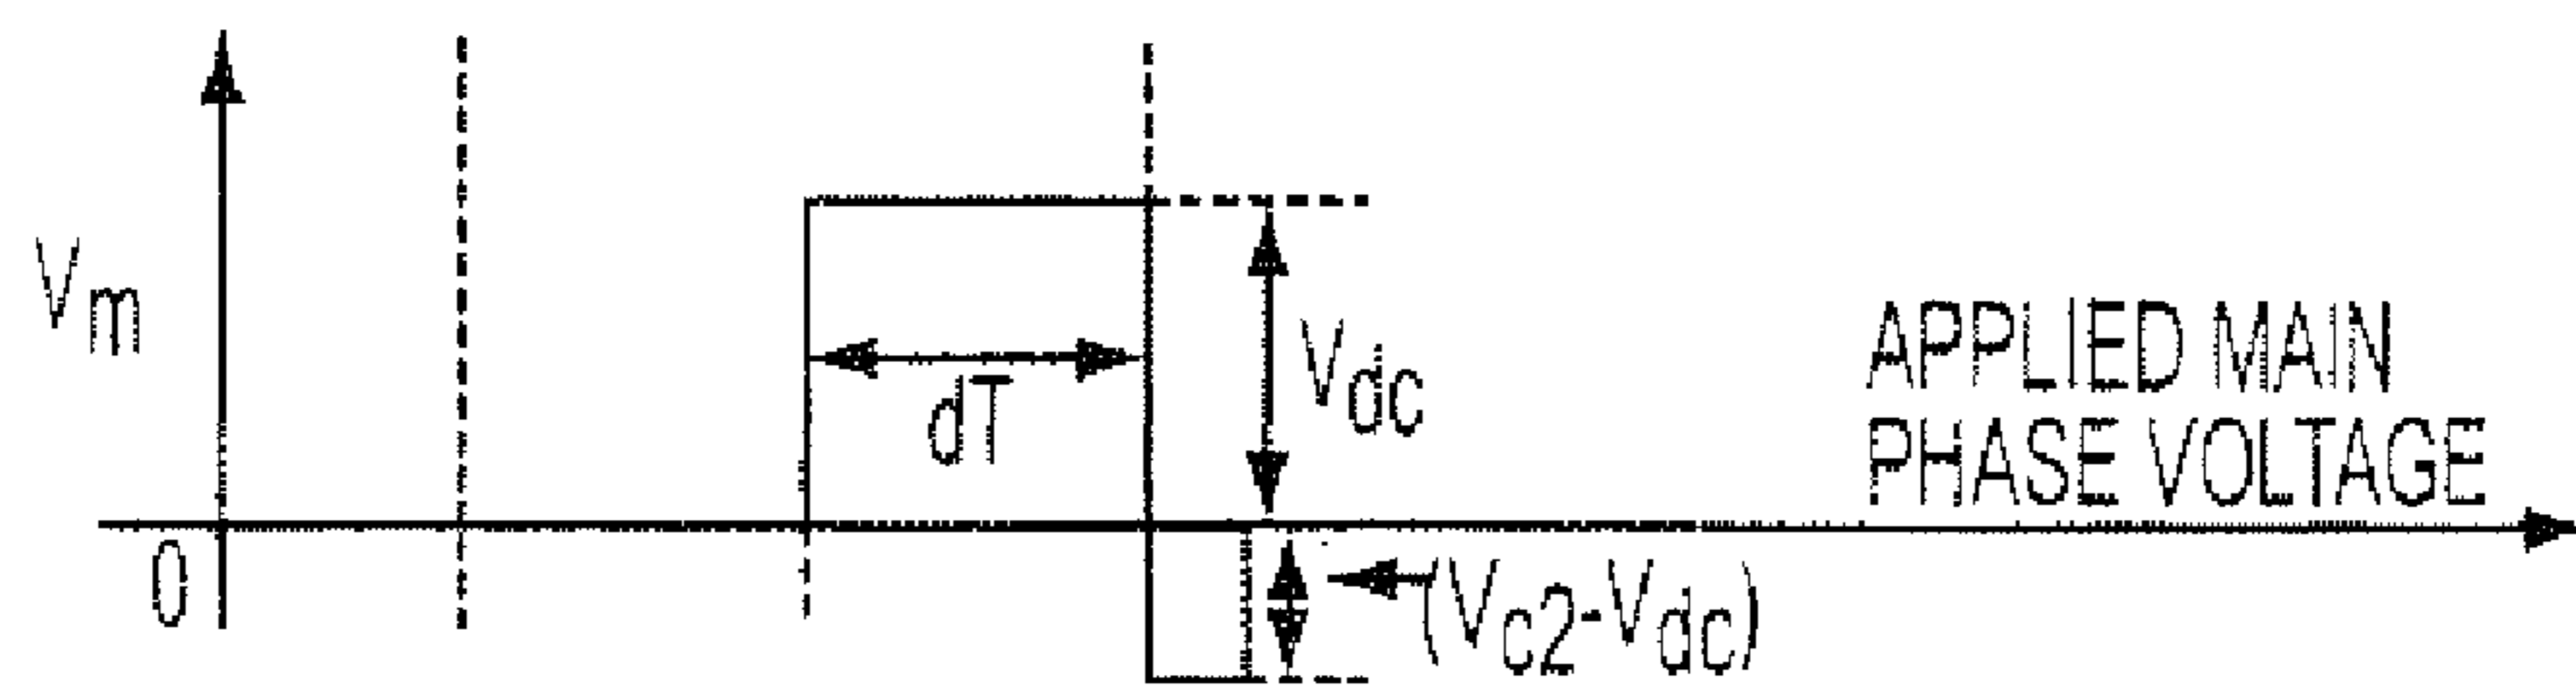 Vm
Vdc
dT
APPLIED MAIN
PHASE VOLTAGE
0
(Vc2-Vdc)